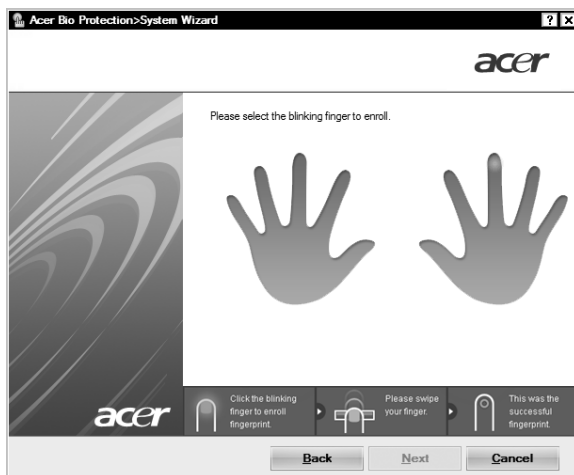 Acer Bio Protection>System Wizard
acer
Please select the blinking finger to enroll.
acer
Click the blinking
finger to enroll
fingerprint.
Please swipe
your finger.
This was the
successful
fingerprint.
Back
Next
Cancel